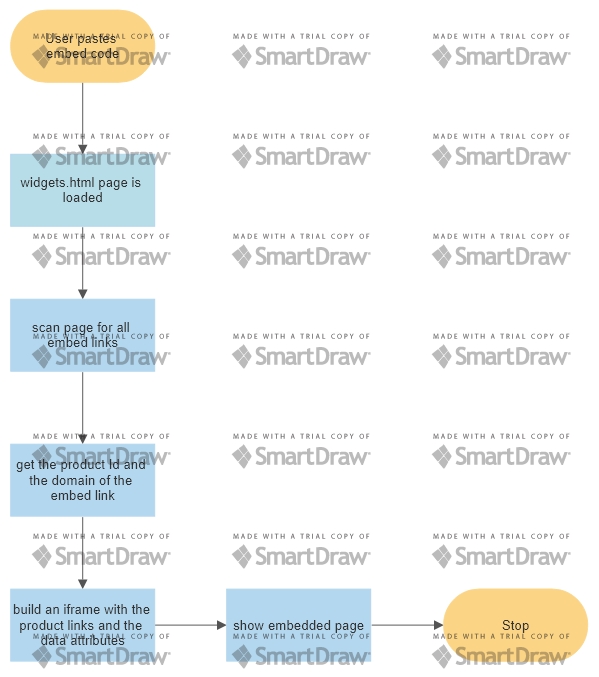 MADE WITH A TRIAL COPY OF MADE WITH A TRIAL COPY OF MADE WITH A TRIAL COPY OF
User pastes
embed code
SmartDraw SmartDraw SmartDraw
MADE WITH A TRIAL COPY OF MADE WITH A TRIAL COPY OF MADE WITH A TRIAL COPY OF
SmartDraw SmartDraw SmartDraw
widgets.html page is
loaded
MADE WITH A TRIAL COPY OF MADE WITH A TRIAL COPY OF MADE WITH A TRIAL COPY OF
SmartDraw SmartDraw SmartDraw
scan page for all
embed links
MADE WITH A TRIAL COPY OF MADE WITH A TRIAL COPY OF MADE WITH A TRIAL COPY OF
SmartDraw SmartDraw SmartDraw
MADE WITH A TRIAL COPY OF MADE WITH A TRIAL COPY OF MADE WITH A TRIAL COPY OF
SmartDraw SmartDraw SmartDraw
get the product Id and
the domain of the
embed link
MADE WITH A TRIAL COPY OF MADE WITH A TRIAL COPY OF MADE WITH A TRIAL COPY OF
SmartDraw SmartDraw SmartDraw
build an iframe with the
product links and the
data attributes
show embedded page
Stop
MADE WITH A TRIAL COPY OF MADE WITH A TRIAL COPY OF MADE WITH A TRIAL COPY OF
SmartDraw SmartDraw SmartDraw